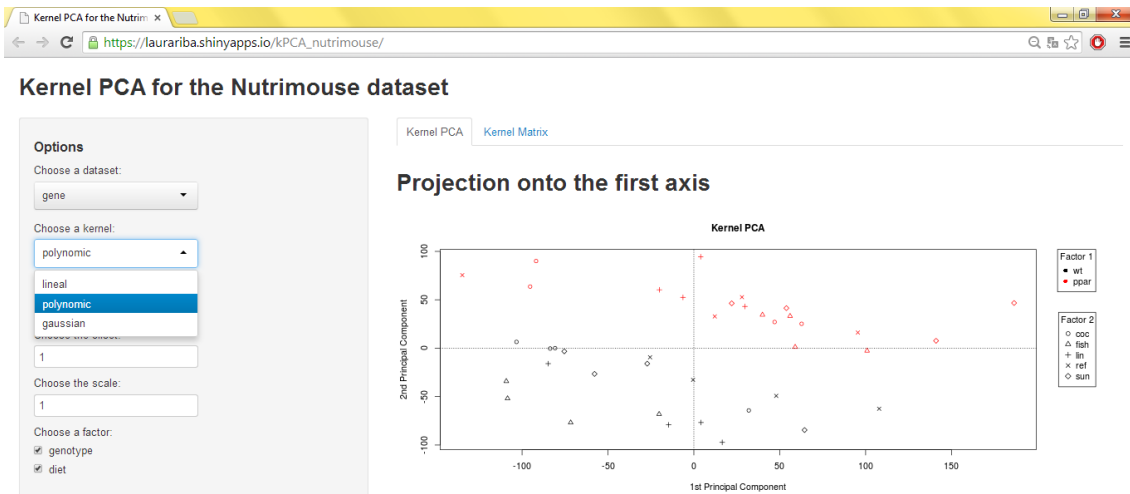 Kernel PCA for the Nutrim
https://laurariba.shinyapps.io/kPCA_nutrimouse/
Kernel PCA for the Nutrimouse dataset
Options
Choose a dataset:
gene
Choose a kernel:
polynomic
lineal
polynomic
gaussian
1
Choose the scale:
1
Choose a factor:
genotype
diet
Kernel PCA Kernel Matrix
Projection onto the first axis
Kernel PCA
2nd Principal Component
100
50
0
-50
-100
-100 -50 0 50 100 150
1st Principal Component
Factor 1
wt
ppar
Factor 2
coc
fish
lin
ref
sun